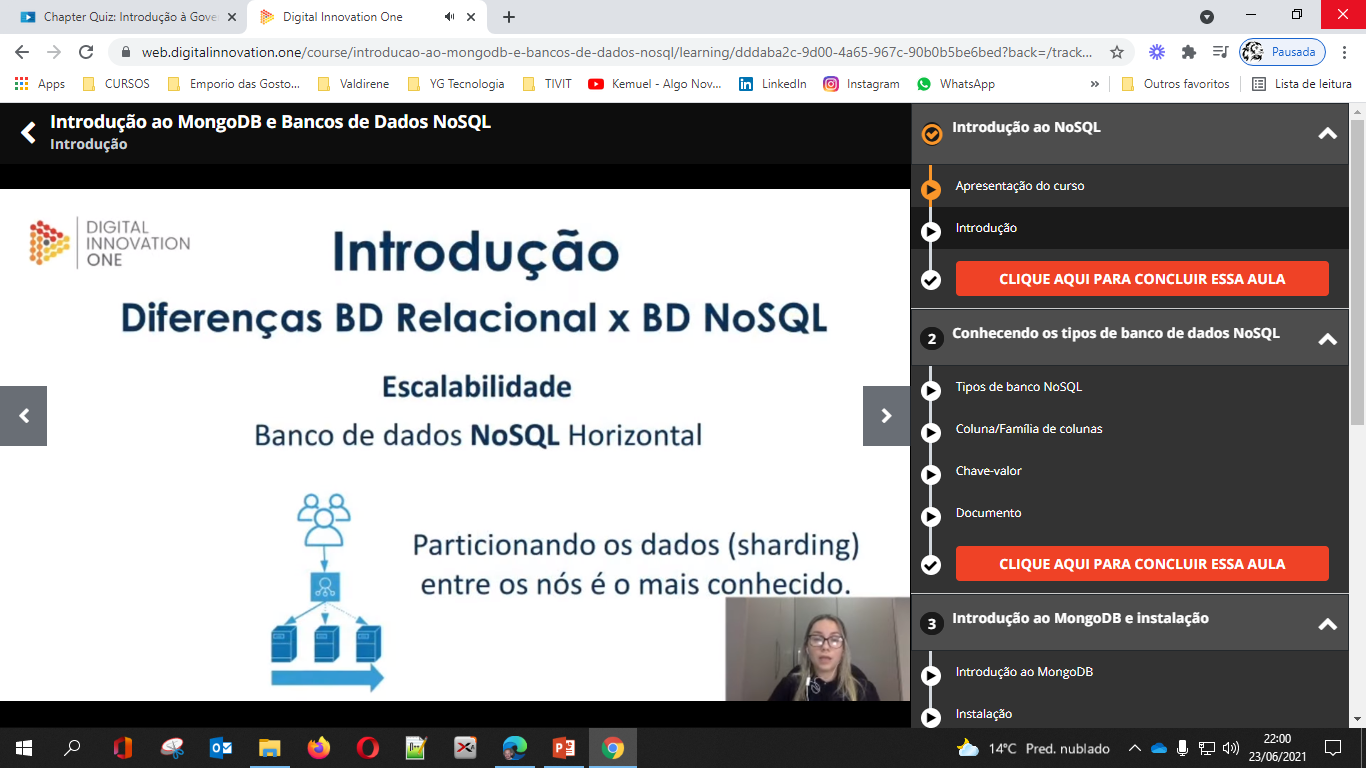 Chapter Quiz: Introdução à Gove
Digital Innovation One
web.digitalinnovation.one/course/introducao-ao-mongodb-e-bancos-de-dados-nosql/learning/dddaba2c-9d00-4a65-967c-90b0b5be6bed?back=/track...
Pausada
Apps
CURSOS
Emporio das Gosto...
Valdirene
YG Tecnologia
TIVIT
Kemuel - Algo Nov...
LinkedIn
Instagram
WhatsApp
»
Outros favoritos
Lista de leitura
Introdução ao MongoDB e Bancos de Dados NoSQL
Introdução
DIGITAL
INNOVATION
ONE
Introdução
Diferenças BD Relacional x BD NoSQL
Escalabilidade
Banco de dados NoSQL Horizontal
Particionando os dados (sharding)
entre os nós é o mais conhecido.
Introdução ao NoSQL
Apresentação do curso
Introdução
CLIQUE AQUI PARA CONCLUIR ESSA AULA
2 Conhecendo os tipos de banco de dados NoSQL
Tipos de banco NoSQL
Coluna/Família de colunas
Chave-valor
Documento
CLIQUE AQUI PARA CONCLUIR ESSA AULA
3 Introdução ao MongoDB e instalação
Introdução ao MongoDB
Instalação
14°C Pred. nublado
22:00
23/06/2021